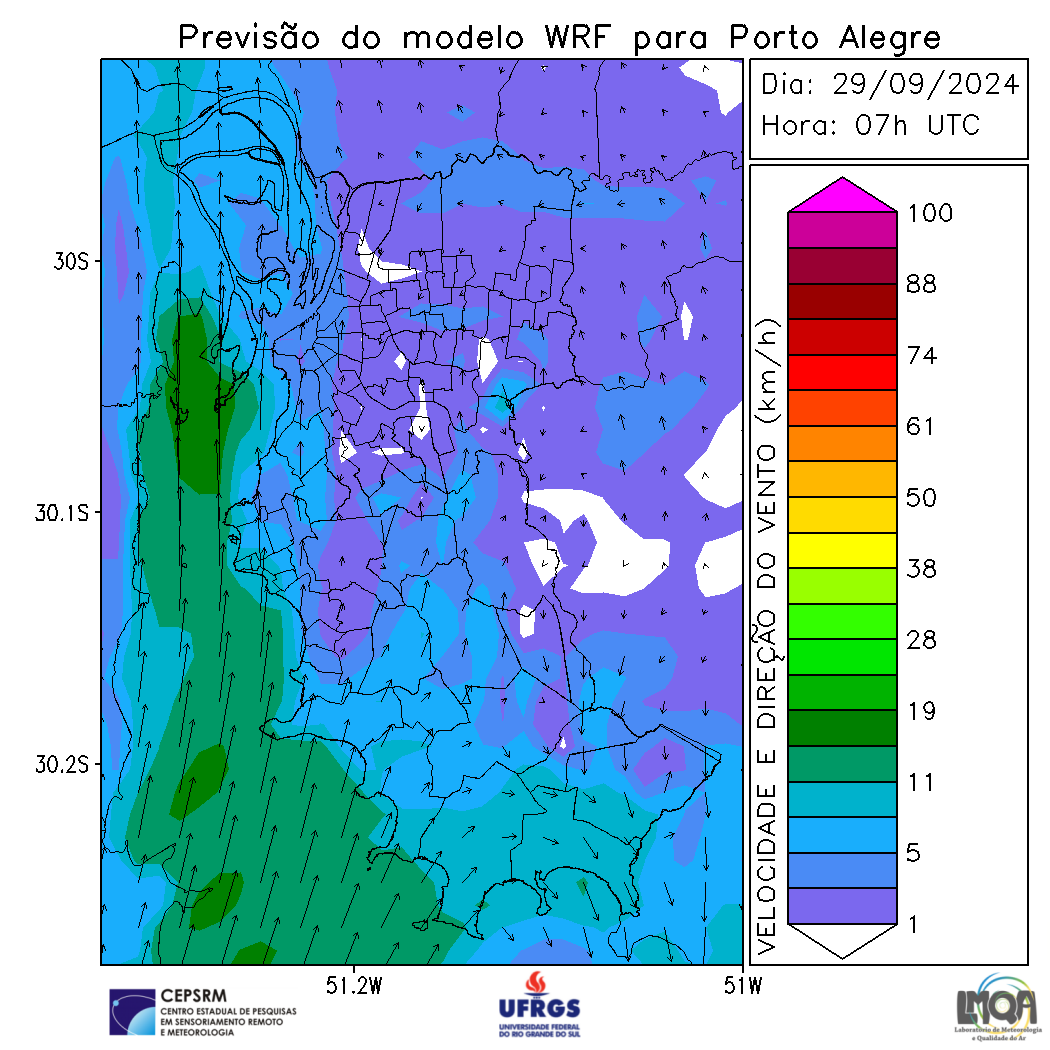 Previsão do modelo WRF para Porto Alegre
Dia: 29/09/2024
Hora: 07h UTC
30S
30.1S
30.2S
51.2W
51W
VELOCIDADE E DIREÇÃO DO VENTO (km/h)
100
88
74
61
50
38
28
19
11
5
1
CEPSRM
CENTRO ESTADUAL DE PESQUISAS
EM SENSORIAMENTO REMOTO
E METEOROLOGIA
UFRGS
UNIVERSIDADE FEDERAL
DO RIO GRANDE DO SUL
LMQA
Laboratório de Meteorologia
e Qualidade do Ar